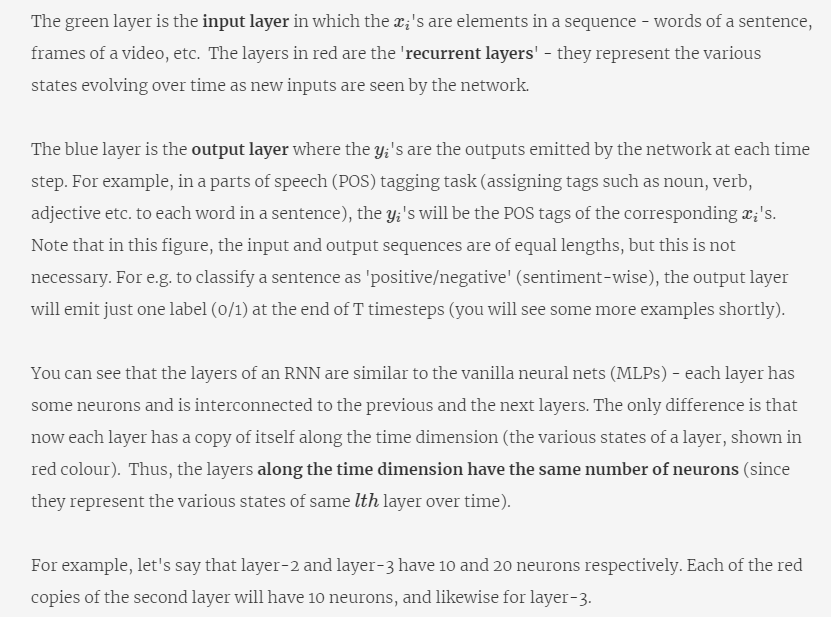 The green layer is the input layer in which the xᵢ's are elements in a sequence - words of a sentence,
frames of a video, etc.  The layers in red are the 'recurrent layers' - they represent the various
states evolving over time as new inputs are seen by the network.
The blue layer is the output layer where the yᵢ's are the outputs emitted by the network at each time
step. For example, in a parts of speech (POS) tagging task (assigning tags such as noun, verb,
adjective etc. to each word in a sentence), the yᵢ's will be the POS tags of the corresponding xᵢ's.
Note that in this figure, the input and output sequences are of equal lengths, but this is not
necessary. For e.g. to classify a sentence as 'positive/negative' (sentiment-wise), the output layer
will emit just one label (0/1) at the end of T timesteps (you will see some more examples shortly).
You can see that the layers of an RNN are similar to the vanilla neural nets (MLPs) - each layer has
some neurons and is interconnected to the previous and the next layers. The only difference is that
now each layer has a copy of itself along the time dimension (the various states of a layer, shown in
red colour).  Thus, the layers along the time dimension have the same number of neurons (since
they represent the various states of same lth layer over time).
For example, let's say that layer-2 and layer-3 have 10 and 20 neurons respectively. Each of the red
copies of the second layer will have 10 neurons, and likewise for layer-3.